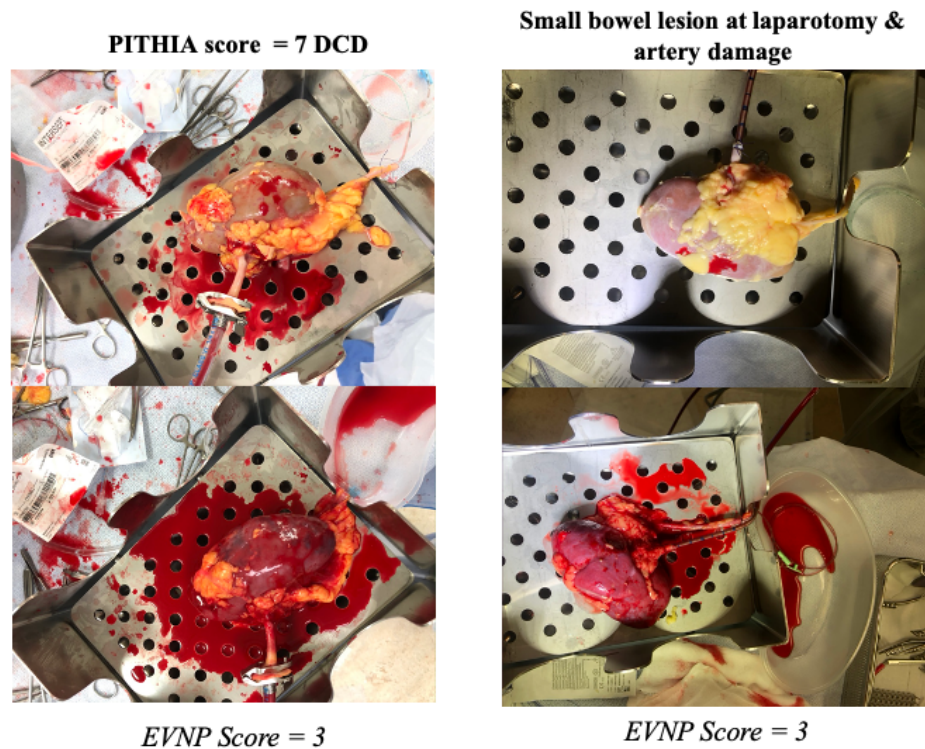 PITHIA score = 7 DCD
Small bowel lesion at laparotomy &
artery damage
EVNP Score = 3
EVNP Score = 3